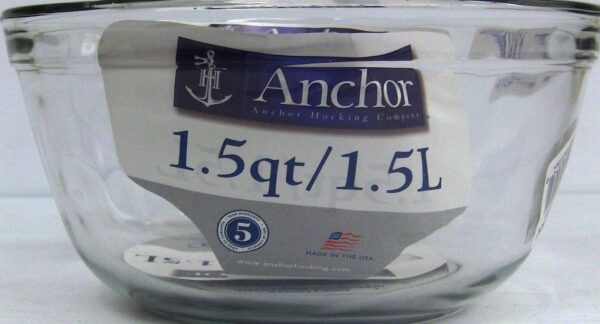 Anchor
Anchor Hocking Company
1.5qt/1.5L
5
MADE IN THE USA
www.anchorhocking.com